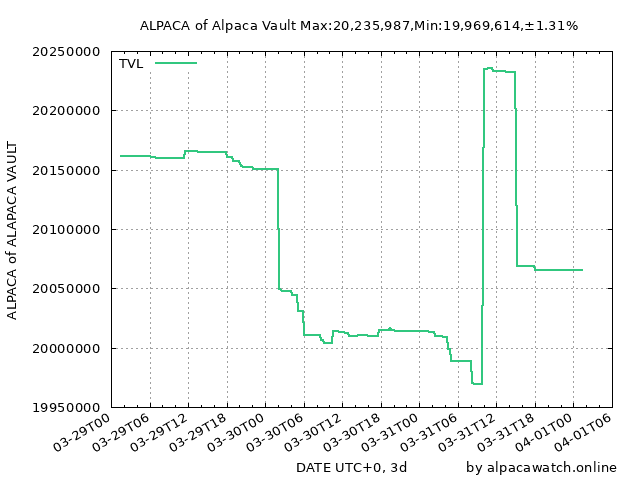 ALPACA of Alpaca Vault Max:20,235,987,Min:19,969,614,±1.31%
TVL
20250000
20200000
20150000
20100000
20050000
20000000
19950000
ALPACA of ALAPACA VAULT
03-29T00
03-29T06
03-29T12
03-29T18
03-30T00
03-30T06
03-30T12
03-30T18
03-31T00
03-31T06
03-31T12
03-31T18
04-01T00
04-01T06
DATE UTC+0, 3d
by alpacawatch.online